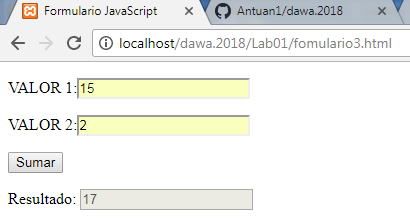 Formulario JavaScript
Antuan1/dawa.2018
localhost/dawa.2018/Lab01/fomulario3.html
VALOR 1: 15
VALOR 2: 2
Sumar
Resultado: 17